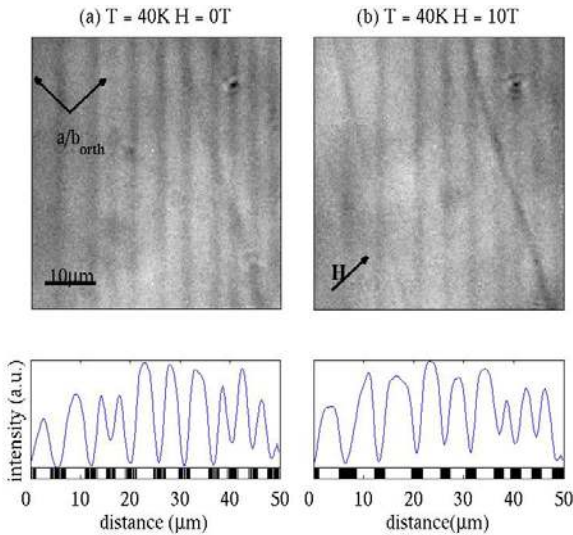 (a) T = 40K H = 0T
(b) T = 40K H = 10T
a/b_orth
10μm
H
intensity (a.u.)
0 10 20 30 40 50
0 10 20 30 40 50
distance (μm)
distance(μm)